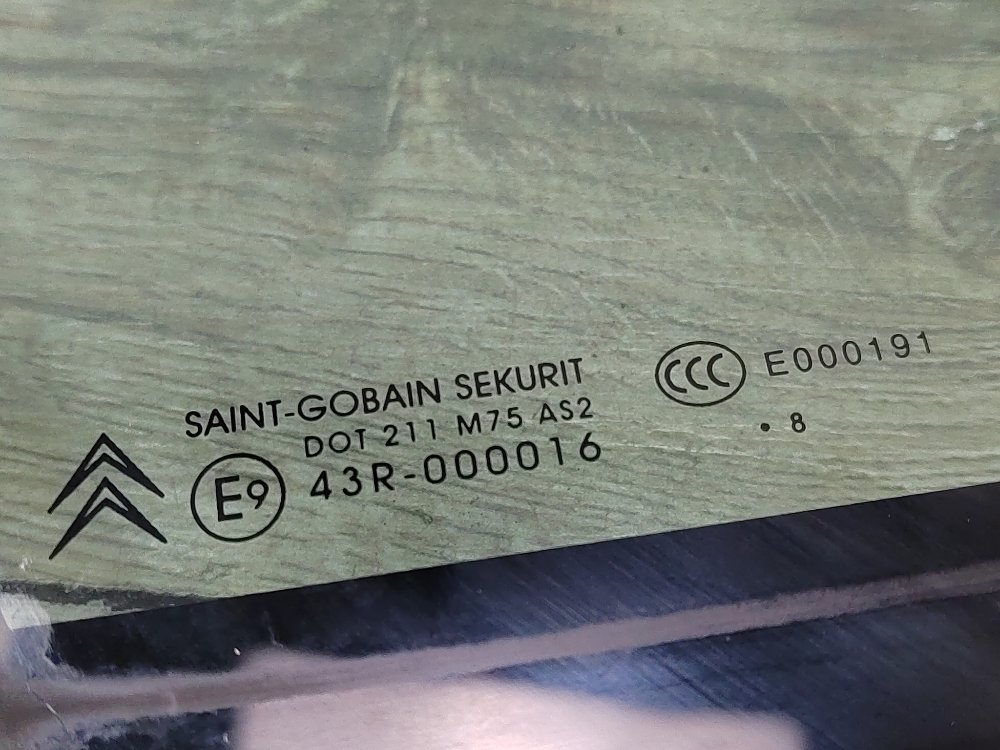 SAINT-GOBAIN SEKURIT
DOT 211 M75 AS2
E9 43R-000016
CCC E000191
. 8